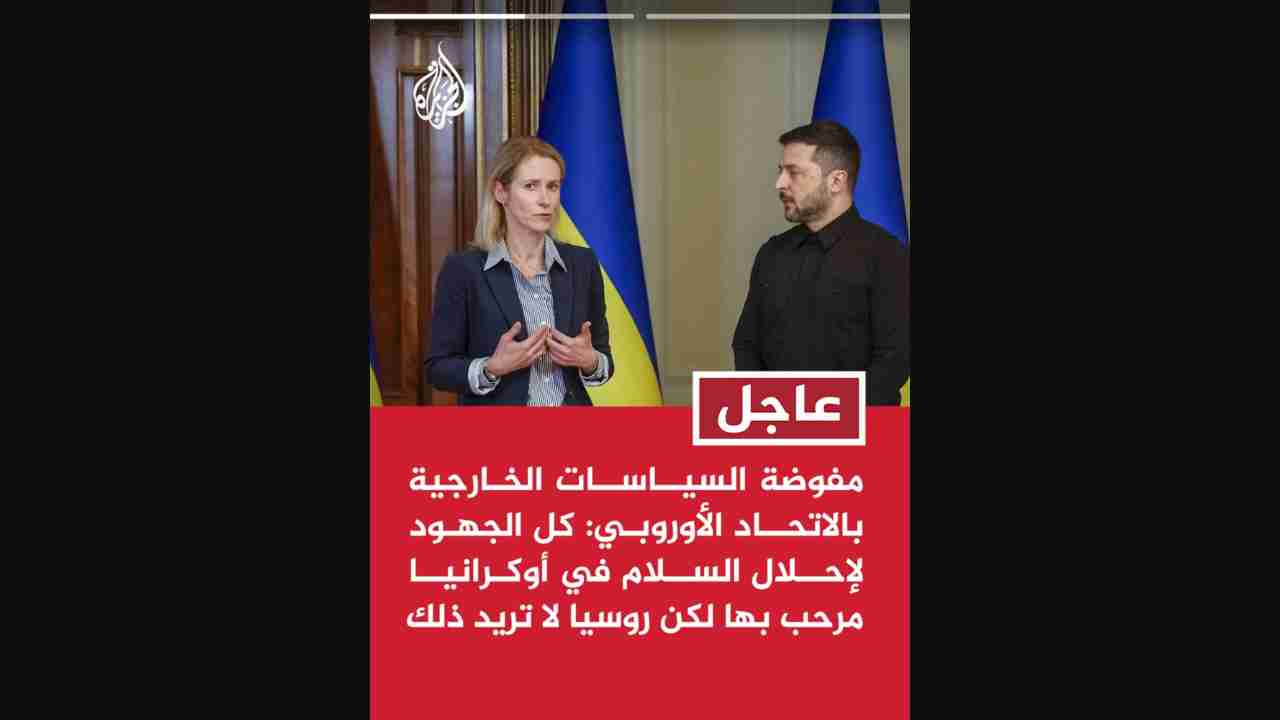 الجزيرة
عاجل
مفوضة السياسات الخارجية
بالاتحاد الأوروبي: كل الجهود
لإحلال السلام في أوكرانيا
مرحب بها لكن روسيا لا تريد ذلك